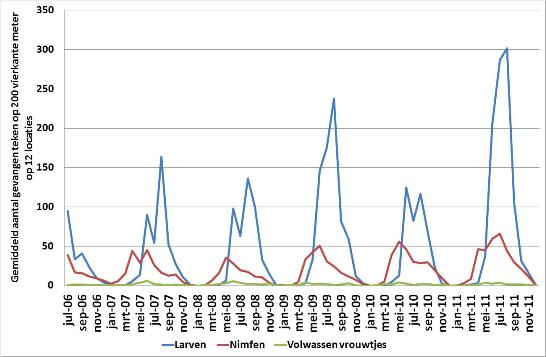 Gemiddeld aantal gevangen teken op 200 vierkante meter
op 12 locaties
350
300
250
200
150
100
50
0
jul-06
sep-06
nov-06
jan-07
mrt-07
mei-07
jul-07
sep-07
nov-07
jan-08
mrt-08
mei-08
jul-08
sep-08
nov-08
jan-09
mrt-09
mei-09
jul-09
sep-09
nov-09
jan-10
mrt-10
mei-10
jul-10
sep-10
nov-10
jan-11
mrt-11
mei-11
jul-11
sep-11
nov-11
Larven Nimfen Volwassen vrouwtjes